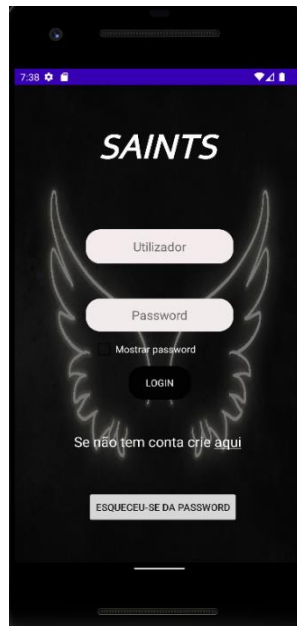 7:38
SAINTS
Utilizador
Password
Mostrar password
LOGIN
Se não tem conta crie aqui
ESQUECEU-SE DA PASSWORD